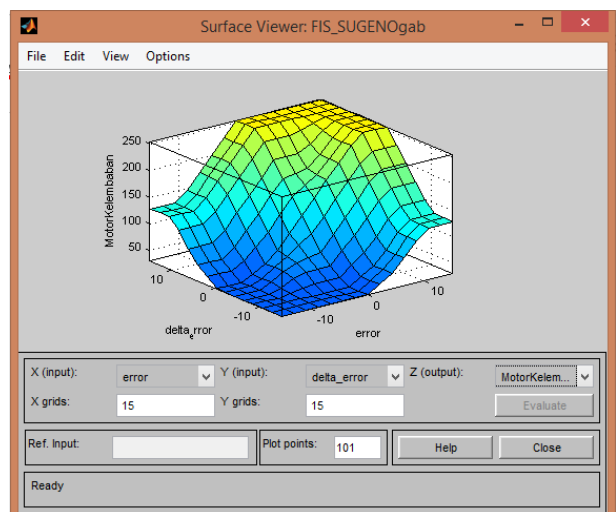 Surface Viewer: FIS_SUGENOgab
File Edit View Options
250
200
150
100
50
MotorKelembaban
10
0
-10
delta_error
-10
0
10
error
X (input): error Y (input): delta_error Z (output): MotorKelem...
X grids: 15 Y grids: 15 Evaluate
Ref. Input: Plot points: 101 Help Close
Ready